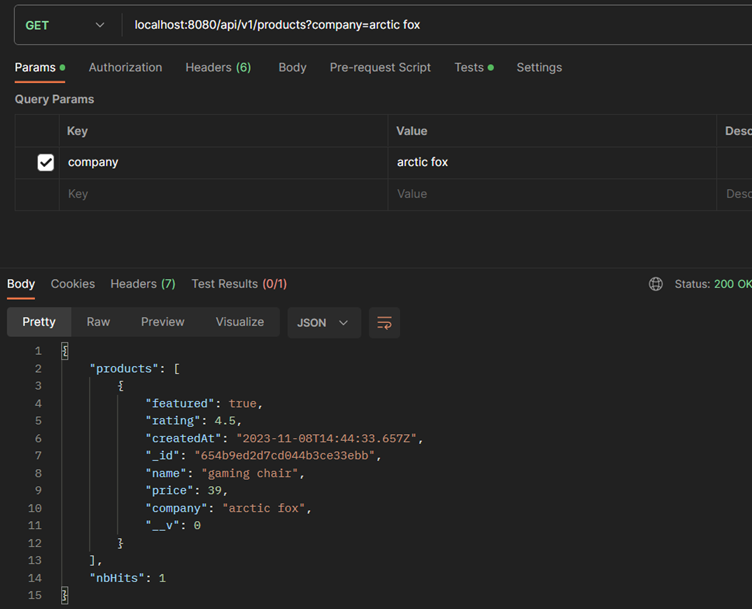 GET localhost:8080/api/v1/products?company=arctic fox
Params Authorization Headers (6) Body Pre-request Script Tests Settings
Query Params
Key Value Desc
company arctic fox
Key Value Desc
Body Cookies Headers (7) Test Results (0/1) Status: 200 OK
Pretty Raw Preview Visualize JSON
1 {
2 "products": [
3 {
4 "featured": true,
5 "rating": 4.5,
6 "createdAt": "2023-11-08T14:44:33.657Z",
7 "_id": "654b9ed2d7cd044b3ce33ebb",
8 "name": "gaming chair",
9 "price": 39,
10 "company": "arctic fox",
11 "__v": 0
12 }
13 ],
14 "nbHits": 1
15 }